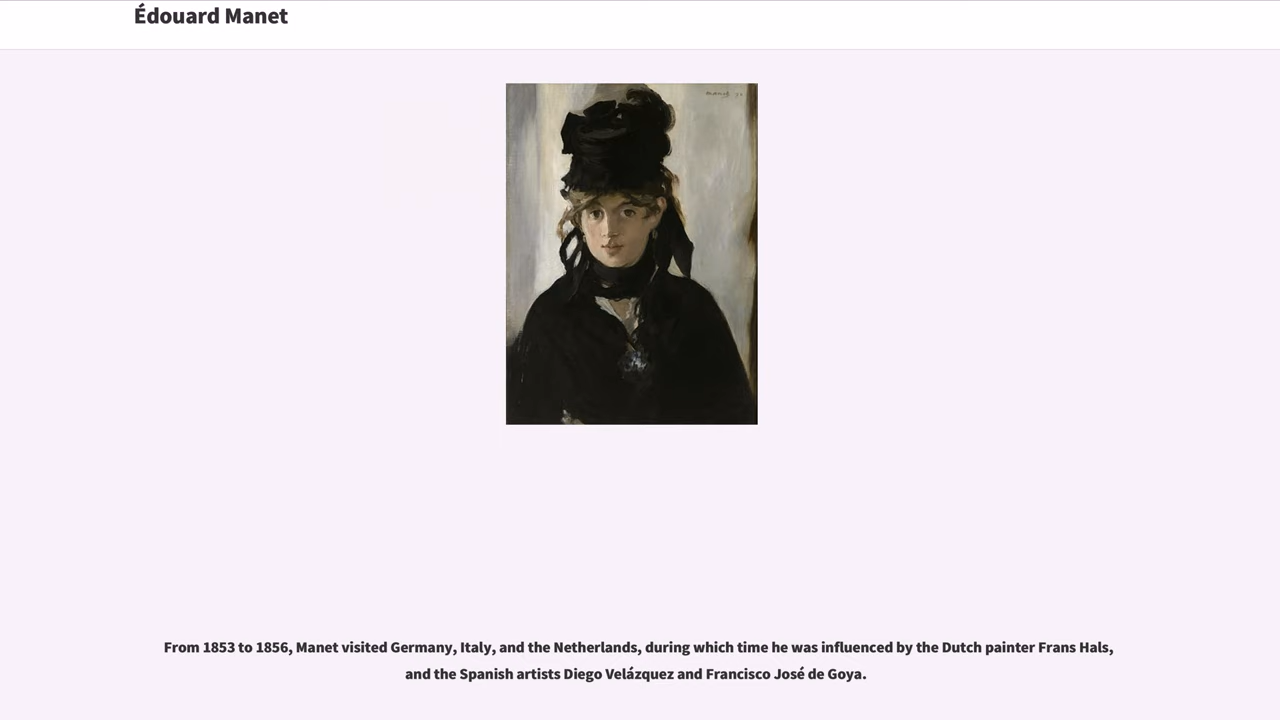 Édouard Manet
From 1853 to 1856, Manet visited Germany, Italy, and the Netherlands, during which time he was influenced by the Dutch painter Frans Hals,
and the Spanish artists Diego Velázquez and Francisco José de Goya.